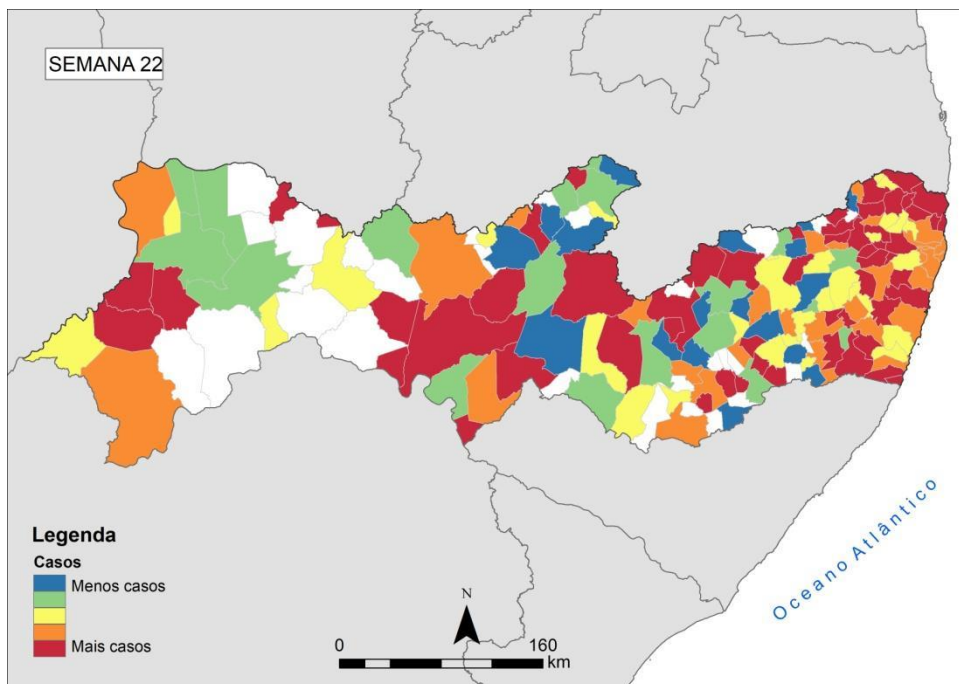 SEMANA 22
Legenda
Casos
Menos casos
Mais casos
N
0 160
km
Oceano Atlântico